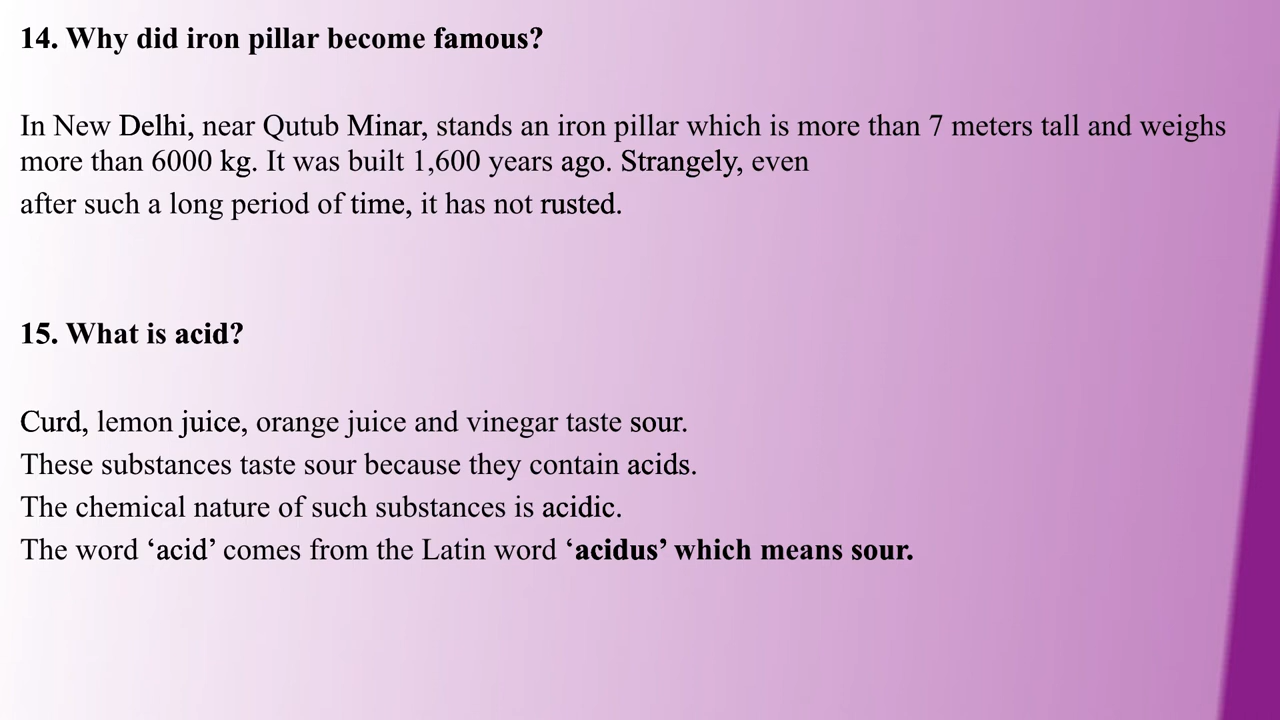 14. Why did iron pillar become famous?
In New Delhi, near Qutub Minar, stands an iron pillar which is more than 7 meters tall and weighs
more than 6000 kg. It was built 1,600 years ago. Strangely, even
after such a long period of time, it has not rusted.
15. What is acid?
Curd, lemon juice, orange juice and vinegar taste sour.
These substances taste sour because they contain acids.
The chemical nature of such substances is acidic.
The word ‘acid’ comes from the Latin word ‘acidus’ which means sour.